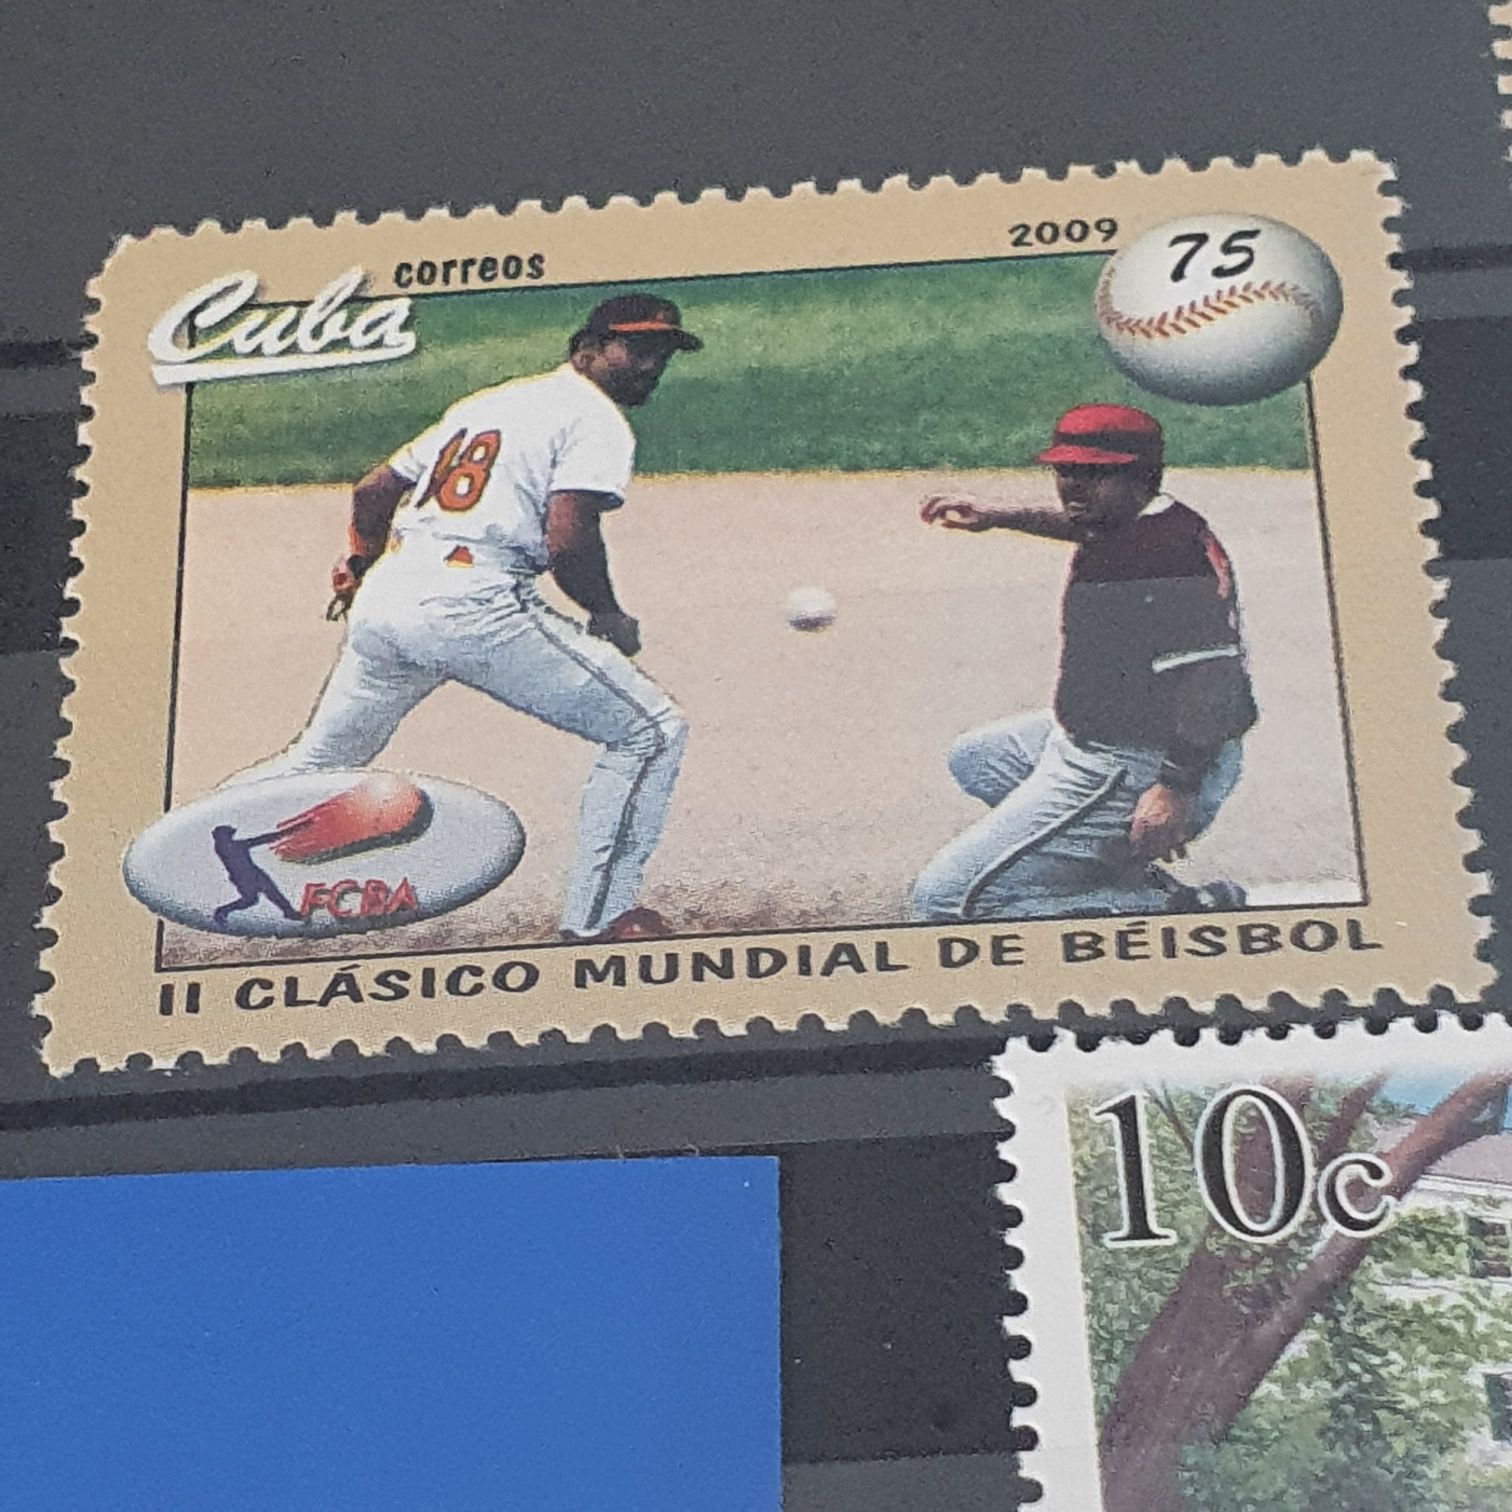 Cuba correos
2009
75
18
FCBA
II CLÁSICO MUNDIAL DE BÉISBOL
10c